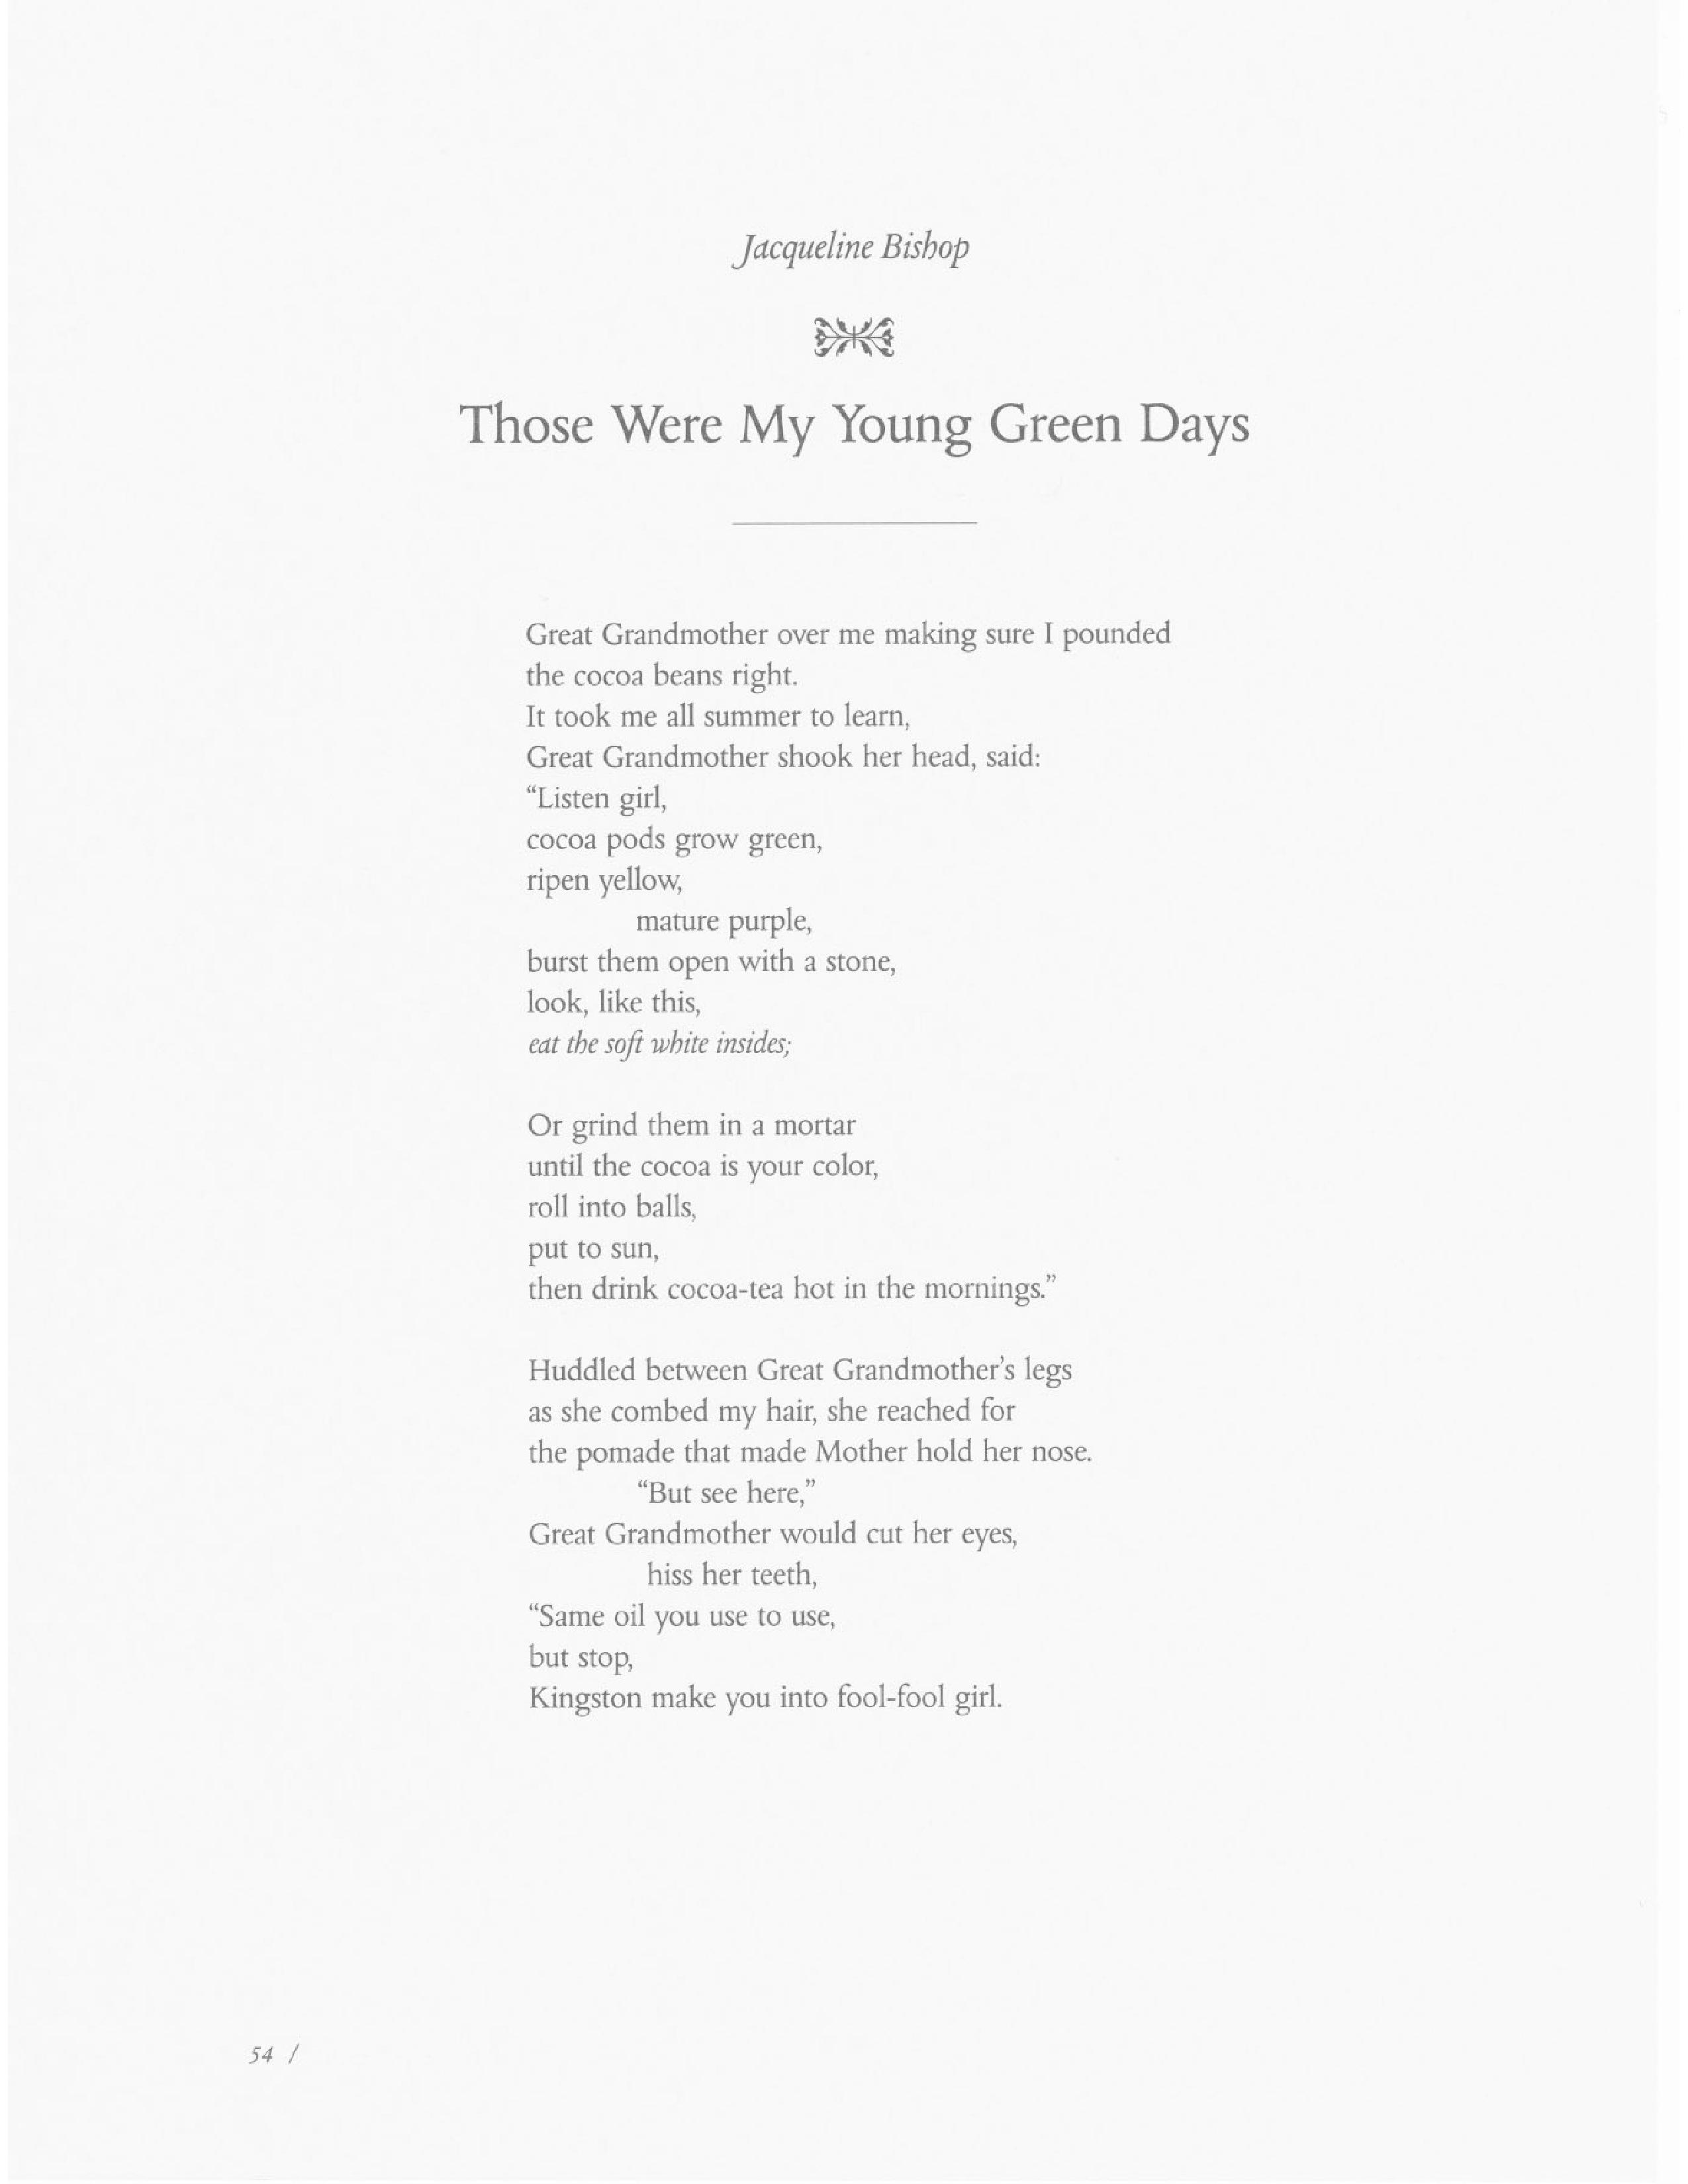 Jacqueline Bishop
Those Were My Young Green Days
Great Grandmother over me making sure I pounded
the cocoa beans right.
It took me all summer to learn,
Great Grandmother shook her head, said:
“Listen girl,
cocoa pods grow green,
ripen yellow,
mature purple,
burst them open with a stone,
look, like this,
eat the soft white insides;
Or grind them in a mortar
until the cocoa is your color,
roll into balls,
put to sun,
then drink cocoa-tea hot in the mornings.”
Huddled between Great Grandmother’s legs
as she combed my hair, she reached for
the pomade that made Mother hold her nose.
“But see here,”
Great Grandmother would cut her eyes,
hiss her teeth,
“Same oil you use to use,
but stop,
Kingston make you into fool-fool girl.
54 /